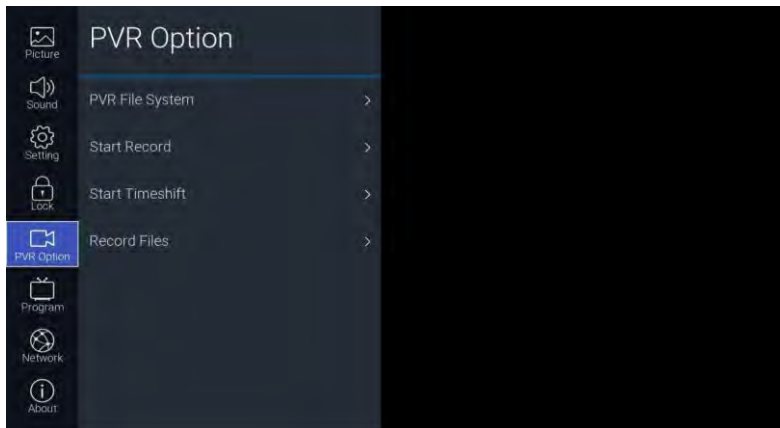 Picture
PVR Option
Sound
PVR File System
Setting
Start Record
Lock
Start Timeshift
PVR Option
Record Files
Program
Network
About